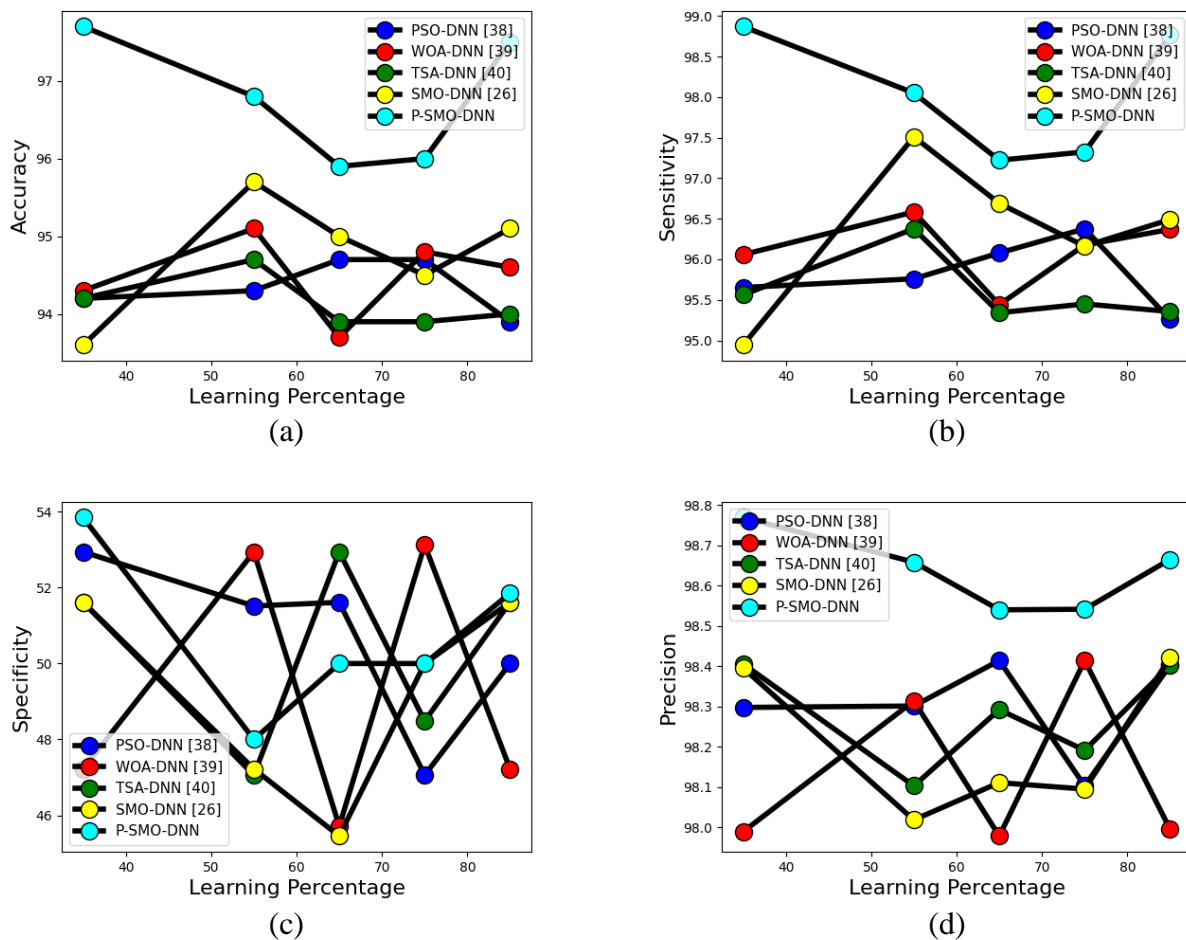 97
96
95
94
Accuracy
PSO-DNN [38]
WOA-DNN [39]
TSA-DNN [40]
SMO-DNN [26]
P-SMO-DNN
40 50 60 70 80
Learning Percentage
(a)
99.0
98.5
98.0
97.5
97.0
96.5
96.0
95.5
95.0
Sensitivity
PSO-DNN [38]
WOA-DNN [39]
TSA-DNN [40]
SMO-DNN [26]
P-SMO-DNN
40 50 60 70 80
Learning Percentage
(b)
54
52
50
48
46
Specificity
PSO-DNN [38]
WOA-DNN [39]
TSA-DNN [40]
SMO-DNN [26]
P-SMO-DNN
40 50 60 70 80
Learning Percentage
(c)
98.8
98.7
98.6
98.5
98.4
98.3
98.2
98.1
98.0
Precision
PSO-DNN [38]
WOA-DNN [39]
TSA-DNN [40]
SMO-DNN [26]
P-SMO-DNN
40 50 60 70 80
Learning Percentage
(d)